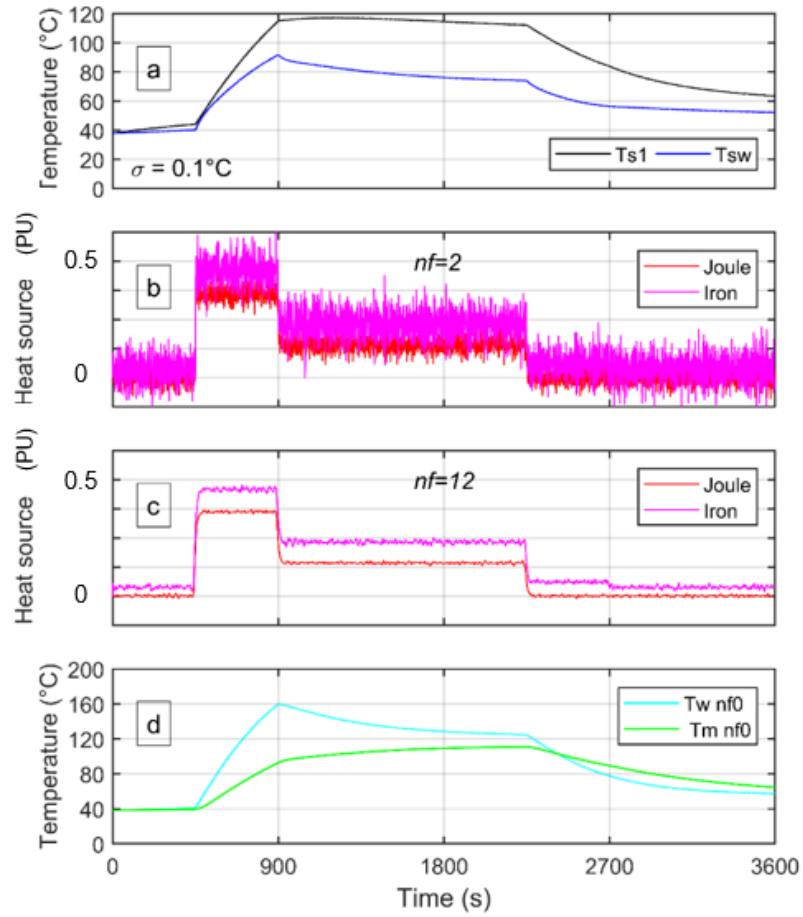 120
100
80
60
40
20
0
Temperature (°C)
a
σ = 0.1°C
Ts1 Tsw
Heat source (PU)
0.5
0
b
nf=2
Joule
Iron
Heat source (PU)
0.5
0
c
nf=12
Joule
Iron
Temperature (°C)
200
160
120
80
40
0
d
Tw nf0
Tm nf0
0 900 1800 2700 3600
Time (s)